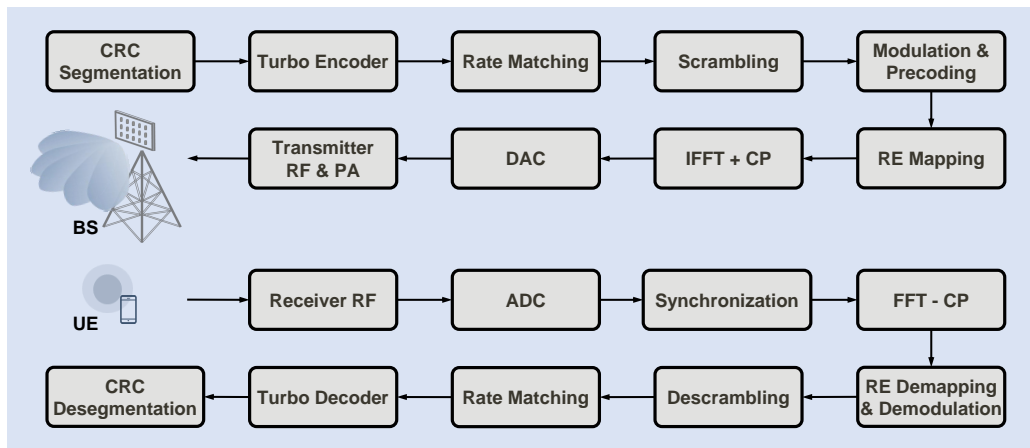 CRC
Segmentation
Turbo Encoder
Rate Matching
Scrambling
Modulation &
Precoding
Transmitter
RF & PA
DAC
IFFT + CP
RE Mapping
BS
Receiver RF
ADC
Synchronization
FFT - CP
UE
CRC
Desegmentation
Turbo Decoder
Rate Matching
Descrambling
RE Demapping
& Demodulation